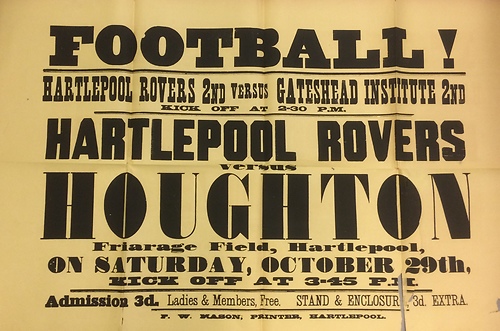 FOOTBALL!
HARTLEPOOL ROVERS 2ND VERSUS GATESHEAD INSTITUTE 2ND
KICK OFF AT 2-30 P.M.
HARTLEPOOL ROVERS
versus
HOUGHTON
Friarage Field, Hartlepool,
ON SATURDAY, OCTOBER 29th,
KICK OFF AT 3-45 P.M.
Admission 3d. Ladies & Members, Free. STAND & ENCLOSURE 3d. EXTRA.
F. W. MASON, PRINTER, HARTLEPOOL.